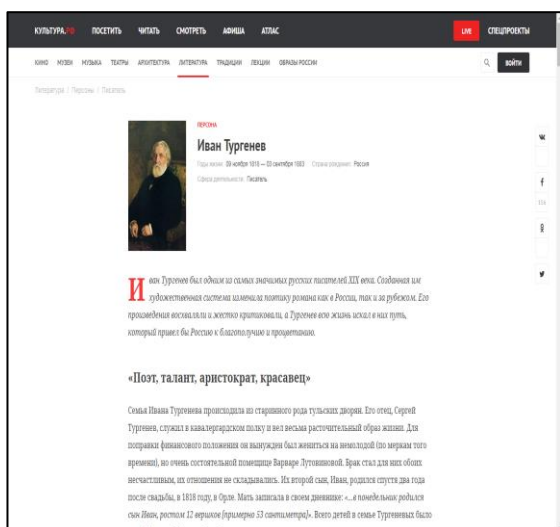 КУЛЬТУРА.РФ ПОСЕТИТЬ ЧИТАТЬ СМОТРЕТЬ АФИША АТЛАС LIVE СПЕЦПРОЕКТЫ
КИНО МУЗЕИ МУЗЫКА ТЕАТРЫ АРХИТЕКТУРА ЛИТЕРАТУРА ТРАДИЦИИ ЛЕКЦИИ ОБРАЗЫ РОССИИ ВОЙТИ
Литература / Персоны / Писатель
ПЕРСОНА
Иван Тургенев
Годы жизни: 09 ноября 1818 — 03 сентября 1883 Страна рождения: Россия
Сфера деятельности: Писатель
Иван Тургенев был одним из самых значимых русских писателей XIX века. Созданная им
художественная система изменила поэтику романа как в России, так и за рубежом. Его
произведения восхваляли и жестко критиковали, а Тургенев всю жизнь искал в них путь,
который привел бы Россию к благополучию и процветанию.
«Поэт, талант, аристократ, красавец»
Семья Ивана Тургенева происходила из старинного рода тульских дворян. Его отец, Сергей
Тургенев, служил в кавалергардском полку и вел весьма расточительный образ жизни. Для
поправки финансового положения он вынужден был жениться на немолодой (по меркам того
времени), но очень состоятельной помещице Варваре Лутовиновой. Брак стал для них обоих
несчастливым, их отношения не складывались. Их второй сын, Иван, родился спустя два года
после свадьбы, в 1818 году, в Орле. Мать записала в своем дневнике: «...в понедельник родился
сын Иван, ростом 12 вершков [примерно 53 сантиметра]». Всего детей в семье Тургеневых было